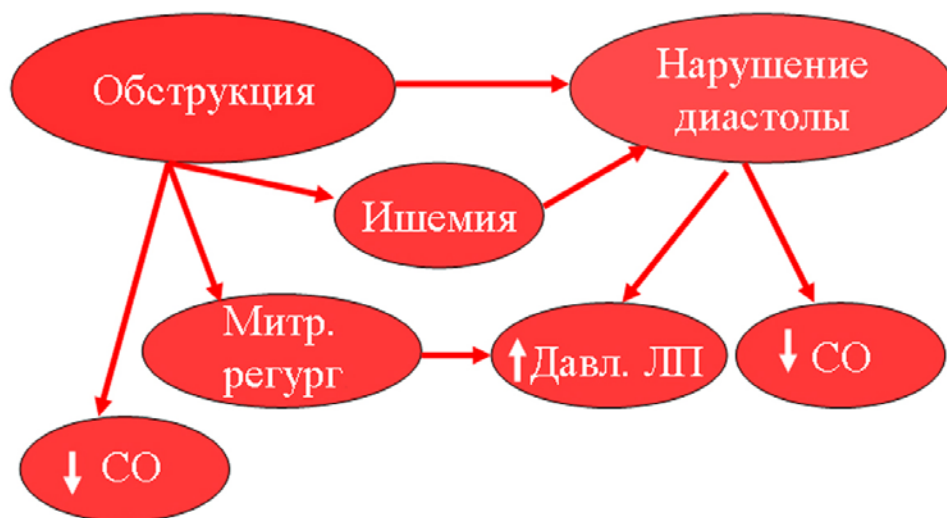 Обструкция
Нарушение
диастолы
Ишемия
Митр.
регург
↑ Давл. ЛП
↓ СО
↓ СО